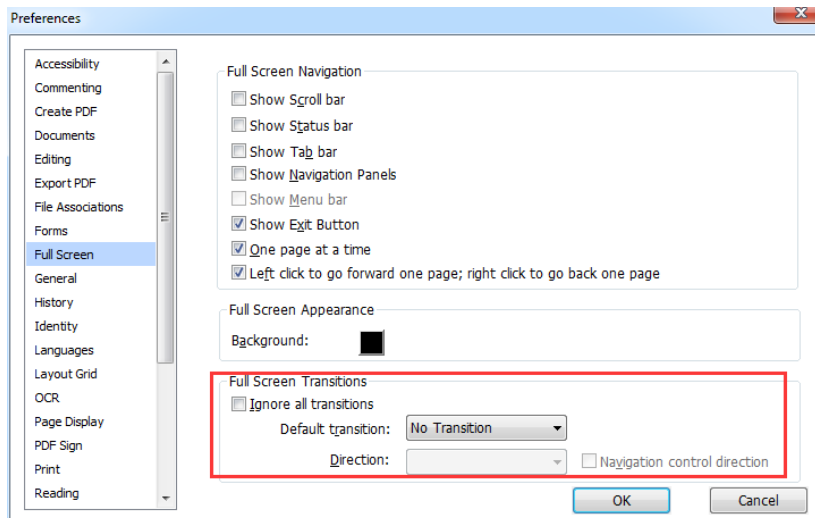 Preferences
Accessibility
Commenting
Create PDF
Documents
Editing
Export PDF
File Associations
Forms
Full Screen
General
History
Identity
Languages
Layout Grid
OCR
Page Display
PDF Sign
Print
Reading
Full Screen Navigation
Show Scroll bar
Show Status bar
Show Tab bar
Show Navigation Panels
Show Menu bar
Show Exit Button
One page at a time
Left click to go forward one page; right click to go back one page
Full Screen Appearance
Background:
Full Screen Transitions
Ignore all transitions
Default transition: No Transition
Direction: Navigation control direction
OK Cancel